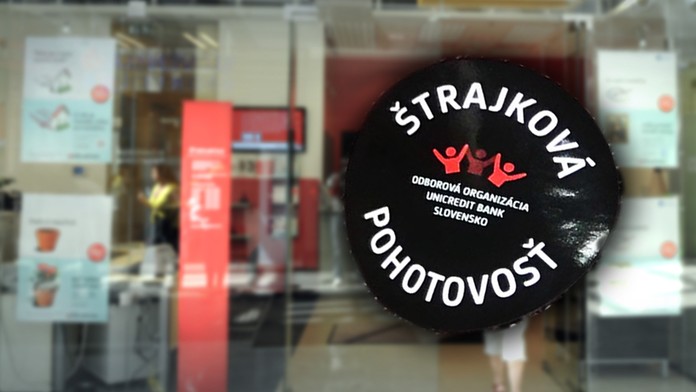 ŠTRAJKOVÁ
ODBOROVÁ ORGANIZÁCIA
UNICREDIT BANK
SLOVENSKO
POHOTOVOSŤ